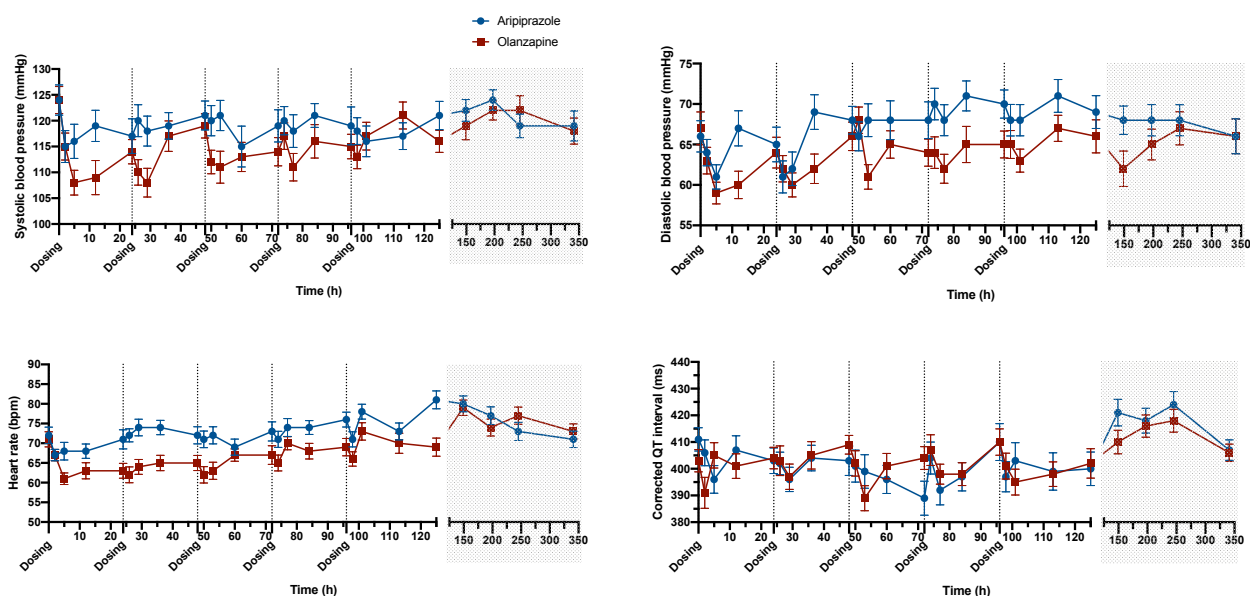 Aripiprazole
Olanzapine
Systolic blood pressure (mmHg)
130
125
120
115
110
105
100
Dosing 10 20 Dosing 29 40 Dosing 50 60 70 Dosing 80 90 Dosing 100 110 120
150 200 250 300 350
Time (h)
Diastolic blood pressure (mmHg)
75
70
65
60
55
Dosing 10 20 Dosing 29 40 Dosing 50 60 70 Dosing 80 90 Dosing 100 110 120
150 200 250 300 350
Time (h)
Heart rate (bpm)
90
85
80
75
70
65
60
55
50
Dosing 10 20 Dosing 29 40 Dosing 50 60 70 Dosing 80 90 Dosing 100 110 120
150 200 250 300 350
Time (h)
Corrected QT interval (ms)
440
430
420
410
400
390
380
Dosing 10 20 Dosing 29 40 Dosing 50 60 70 Dosing 80 90 Dosing 100 110 120
150 200 250 300 350
Time (h)